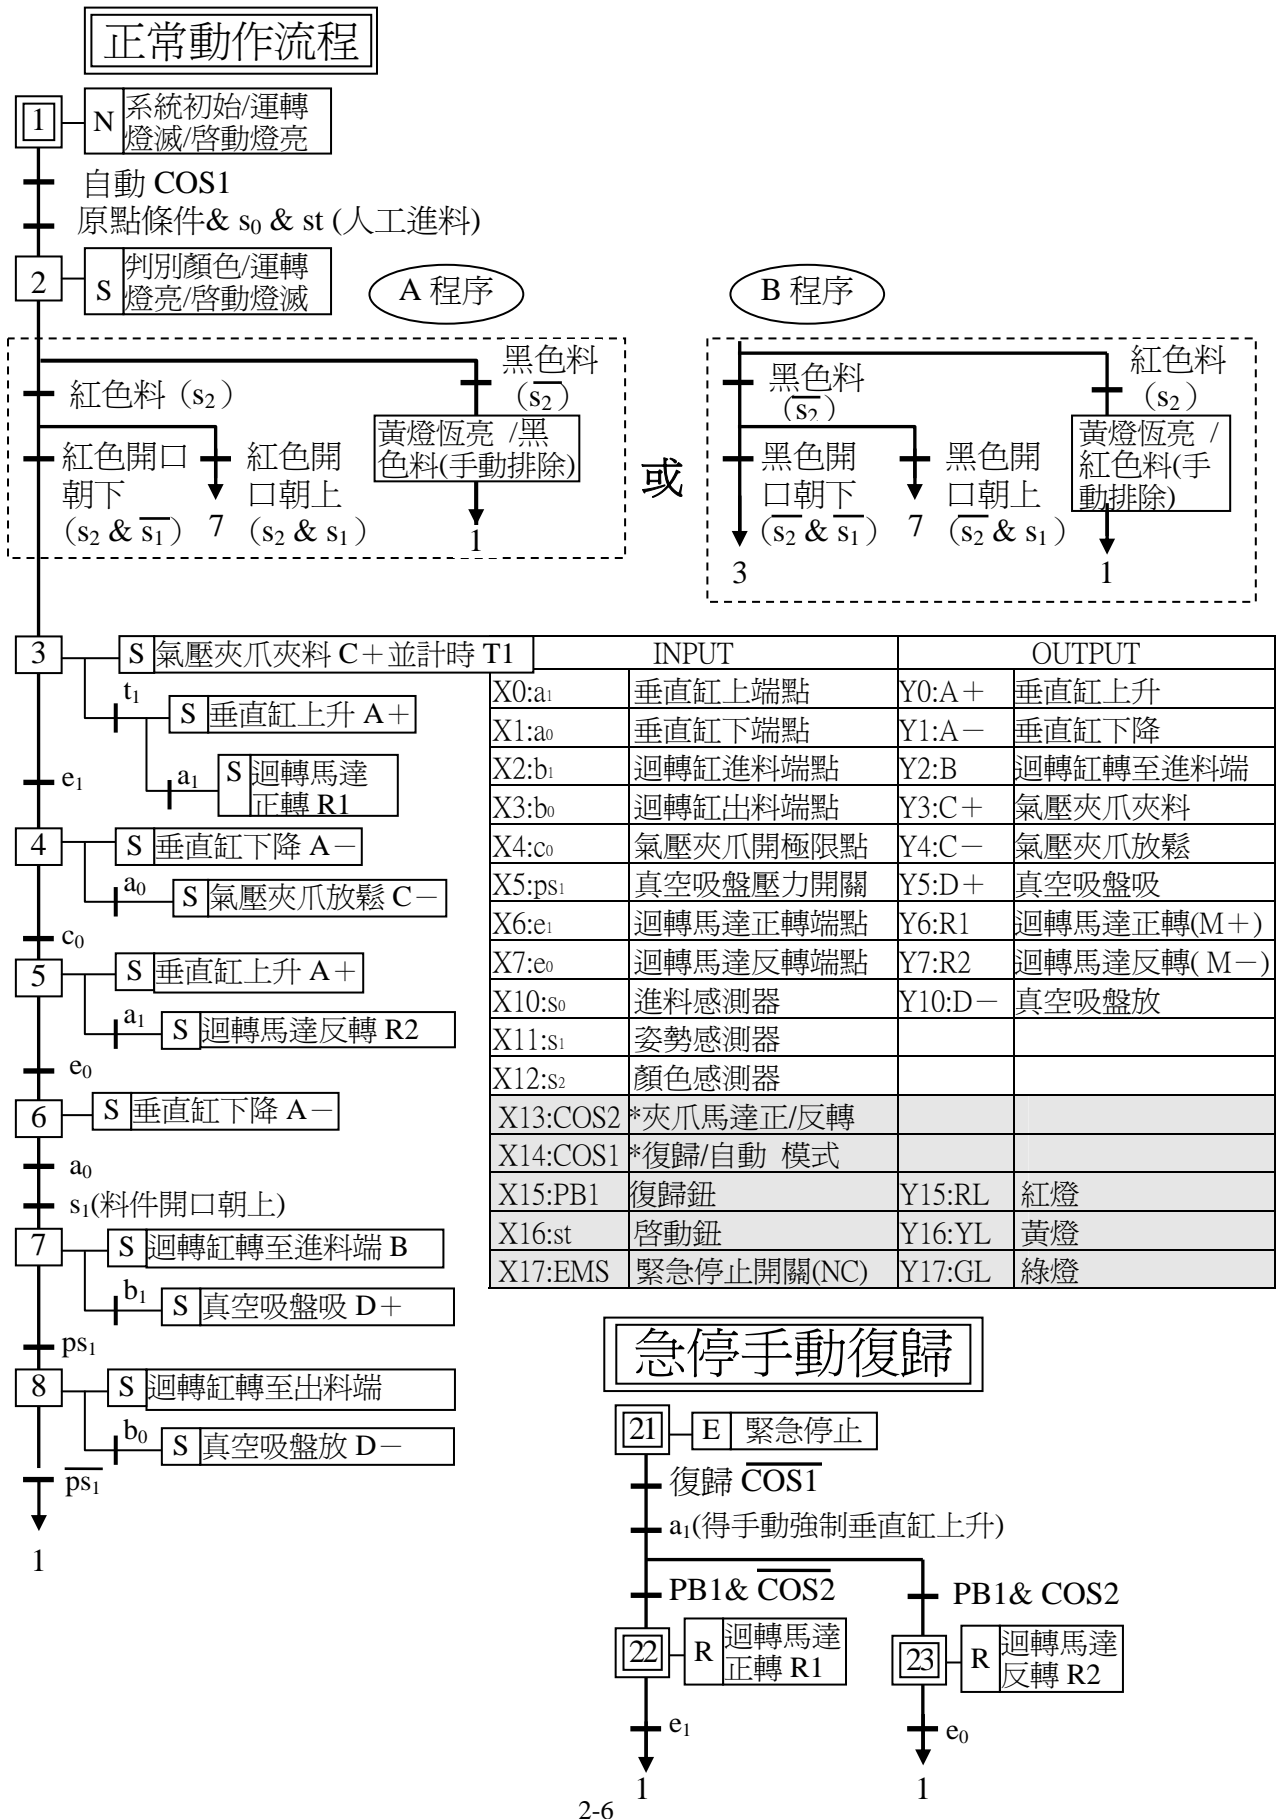 正常動作流程
1
N
系統初始/運轉
燈滅/啓動燈亮
自動 COS1
原點條件& s₀ & st (人工進料)
2
S
判別顏色/運轉
燈亮/啓動燈滅
A 程序
紅色料（s₂）
黑色料
（s̅₂̅）
黃燈恆亮 /黑
色料(手動排除)
紅色開口
朝下
（s₂ & s̅₁̅）
7
紅色開
口朝上
（s₂ & s₁）
1
或
B 程序
黑色料
（s̅₂̅）
紅色料
（s₂）
黃燈恆亮 /
紅色料(手
動排除)
黑色開
口朝下
（s̅₂̅ & s̅₁̅）
7
黑色開
口朝上
（s̅₂̅ & s₁）
3
1
3
S 氣壓夾爪夾料 C＋並計時 T1
t₁
S 垂直缸上升 A＋
e₁
a₁
S 迴轉馬達
正轉 R1
4
S 垂直缸下降 A－
a₀
S 氣壓夾爪放鬆 C－
c₀
5
S 垂直缸上升 A＋
a₁
S 迴轉馬達反轉 R2
e₀
6
S 垂直缸下降 A－
a₀
s₁(料件開口朝上)
7
S 迴轉缸轉至進料端 B
b₁
S 真空吸盤吸 D＋
ps₁
8
S 迴轉缸轉至出料端
b₀
S 真空吸盤放 D－
p̅s̅₁̅
1
INPUT OUTPUT
X0:a₁ 垂直缸上端點 Y0:A＋ 垂直缸上升
X1:a₀ 垂直缸下端點 Y1:A－ 垂直缸下降
X2:b₁ 迴轉缸進料端點 Y2:B 迴轉缸轉至進料端
X3:b₀ 迴轉缸出料端點 Y3:C＋ 氣壓夾爪夾料
X4:c₀ 氣壓夾爪開極限點 Y4:C－ 氣壓夾爪放鬆
X5:ps₁ 真空吸盤壓力開關 Y5:D＋ 真空吸盤吸
X6:e₁ 迴轉馬達正轉端點 Y6:R1 迴轉馬達正轉(M＋)
X7:e₀ 迴轉馬達反轉端點 Y7:R2 迴轉馬達反轉( M－)
X10:s₀ 進料感測器 Y10:D－ 真空吸盤放
X11:s₁ 姿勢感測器
X12:s₂ 顏色感測器
X13:COS2 *夾爪馬達正/反轉
X14:COS1 *復歸/自動 模式
X15:PB1 復歸鈕 Y15:RL 紅燈
X16:st 啓動鈕 Y16:YL 黃燈
X17:EMS 緊急停止開關(NC) Y17:GL 綠燈
急停手動復歸
21
E 緊急停止
復歸 C̅O̅S̅1̅
a₁(得手動強制垂直缸上升)
PB1& C̅O̅S̅2̅
PB1& COS2
22
R 迴轉馬達
正轉 R1
23
R 迴轉馬達
反轉 R2
e₁
e₀
1
1
2-6